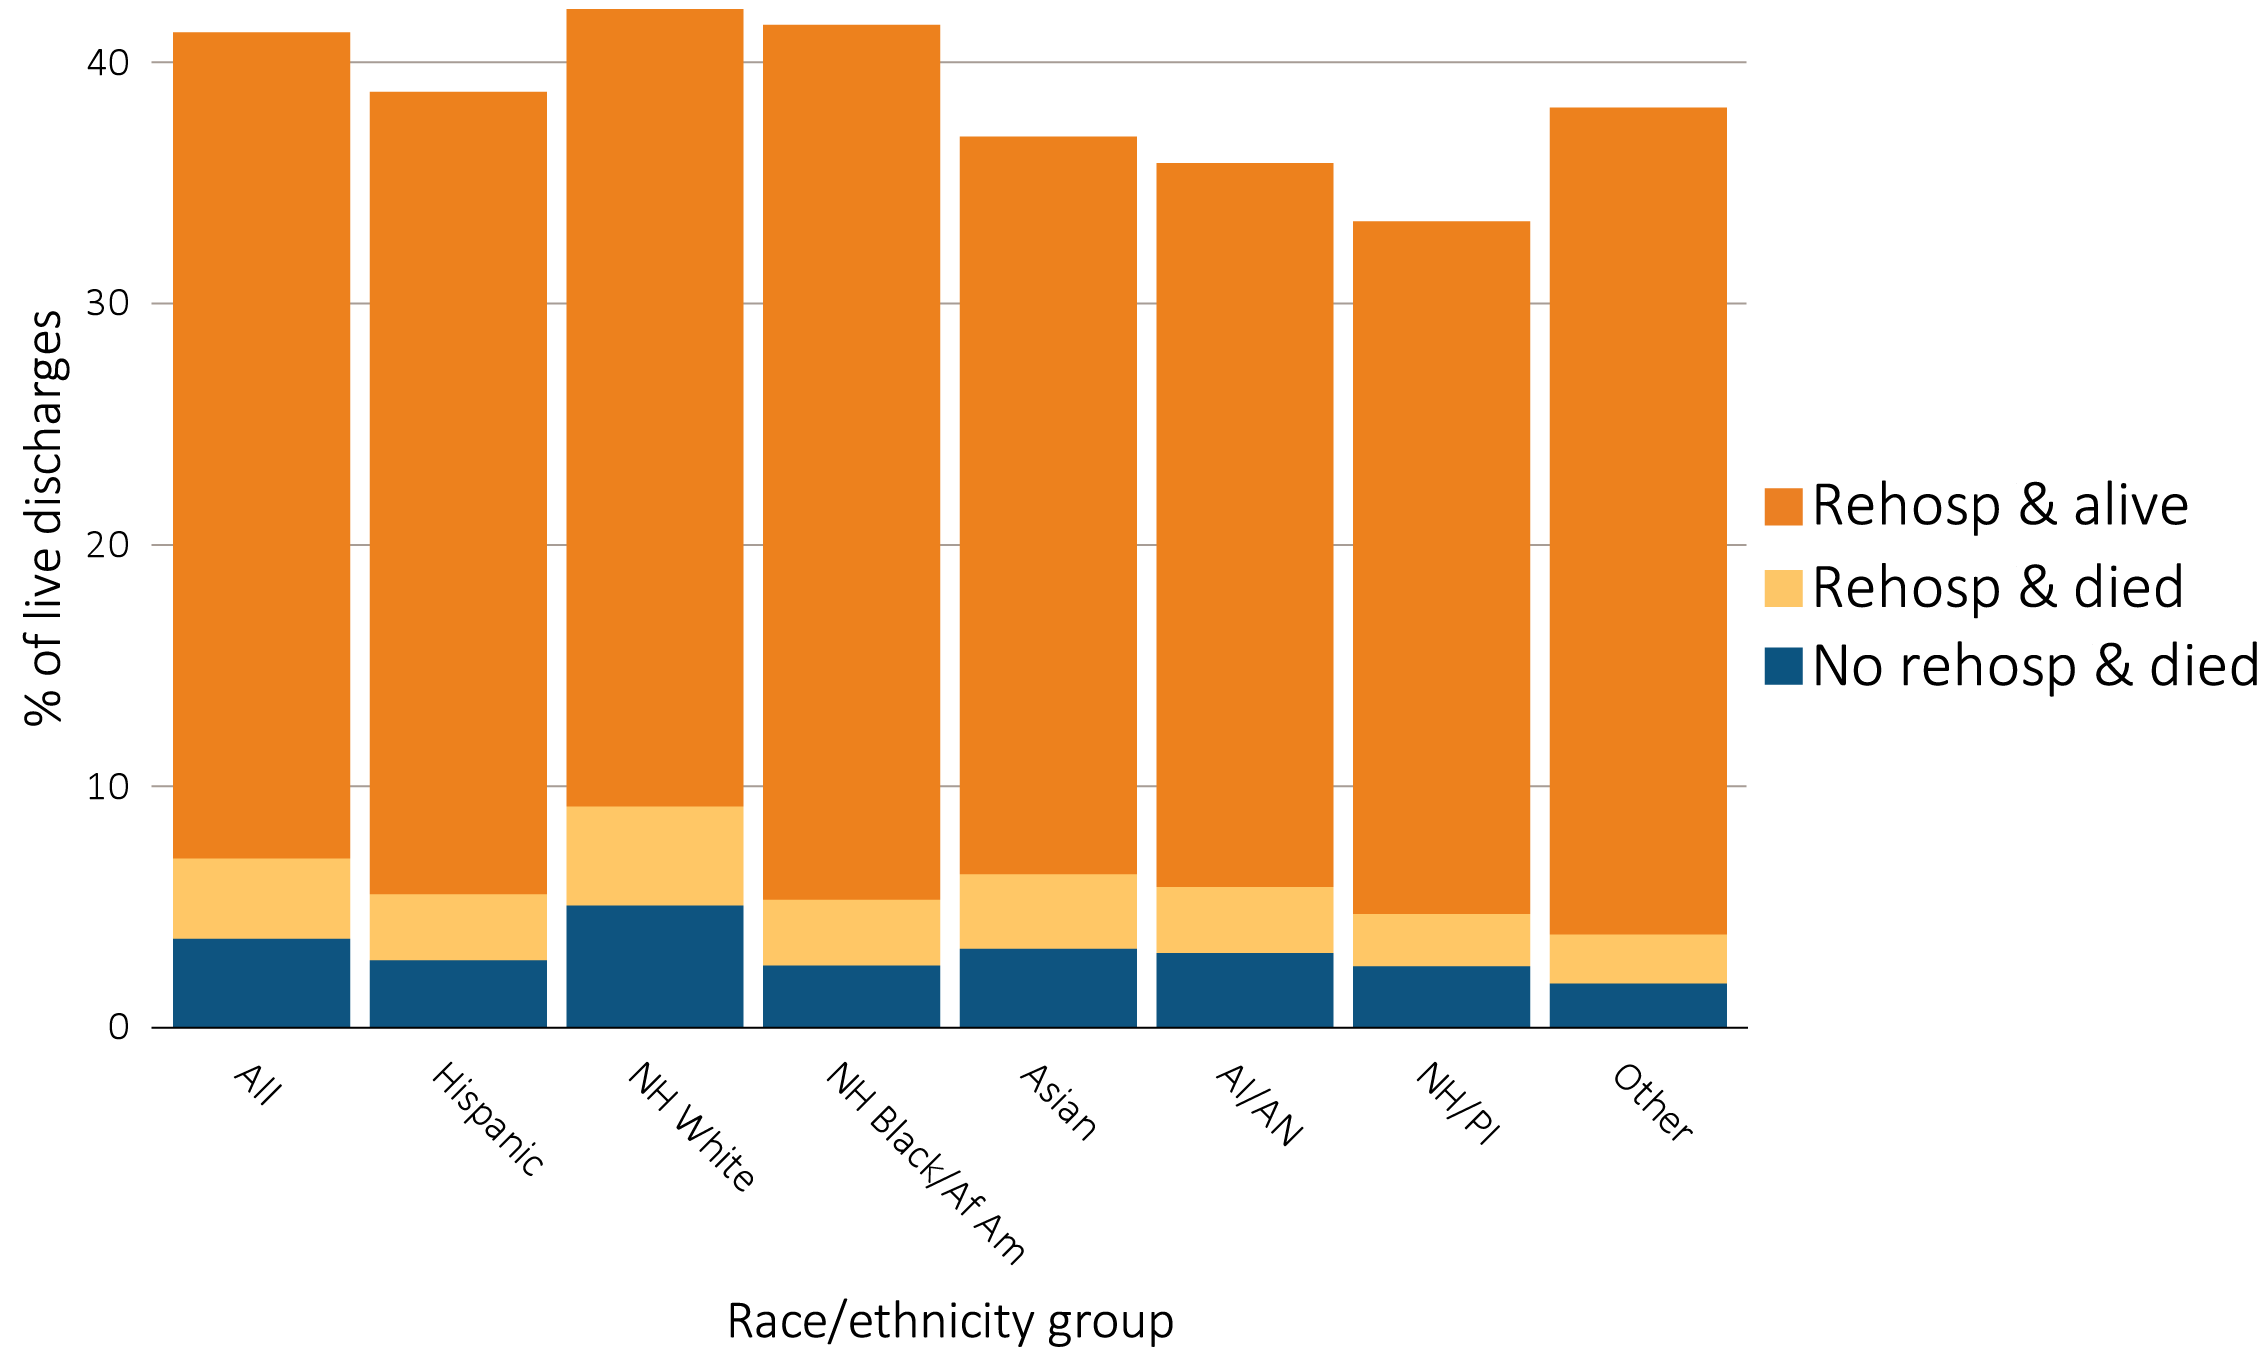 % of live discharges
40
30
20
10
0
All
Hispanic
NH White
NH Black/Af Am
Asian
AI/AN
NH/PI
Other
Race/ethnicity group
Rehosp & alive
Rehosp & died
No rehosp & died